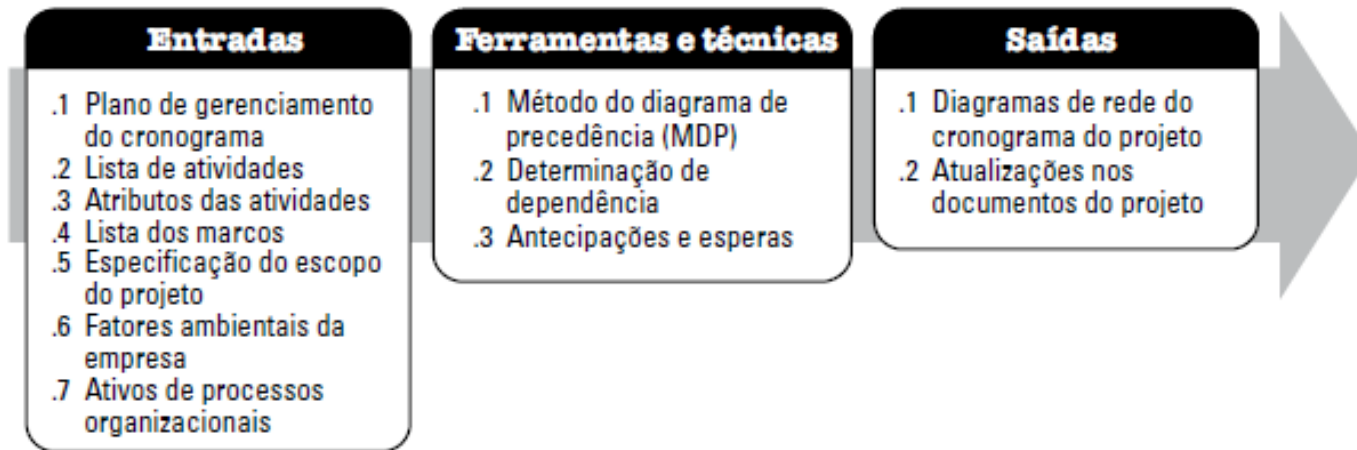 Entradas
.1 Plano de gerenciamento
do cronograma
.2 Lista de atividades
.3 Atributos das atividades
.4 Lista dos marcos
.5 Especificação do escopo
do projeto
.6 Fatores ambientais da
empresa
.7 Ativos de processos
organizacionais
Ferramentas e técnicas
.1 Método do diagrama de
precedência (MDP)
.2 Determinação de
dependência
.3 Antecipações e esperas
Saídas
.1 Diagramas de rede do
cronograma do projeto
.2 Atualizações nos
documentos do projeto